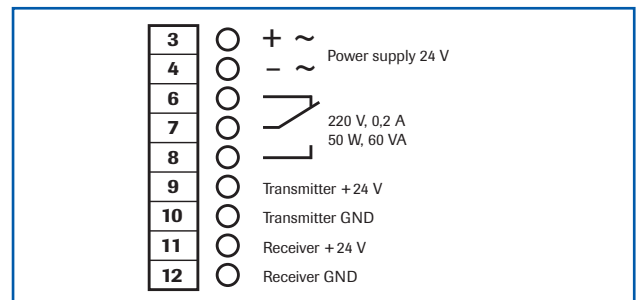 3 + ~
4 – ~
Power supply 24 V
6
7
8
220 V, 0,2 A
50 W, 60 VA
9 Transmitter +24 V
10 Transmitter GND
11 Receiver +24 V
12 Receiver GND